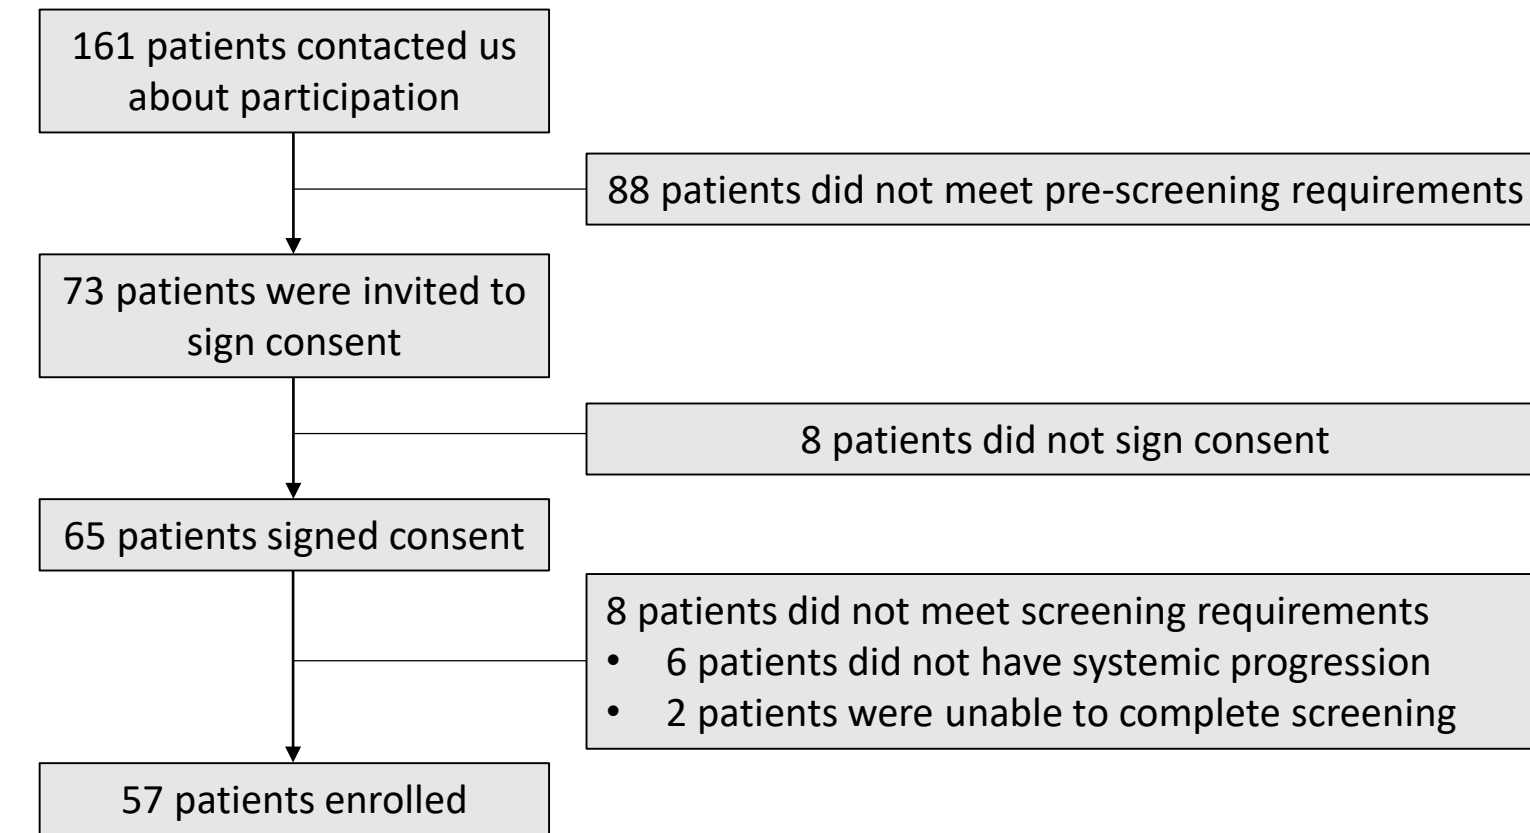 161 patients contacted us
about participation
88 patients did not meet pre-screening requirements
73 patients were invited to
sign consent
8 patients did not sign consent
65 patients signed consent
8 patients did not meet screening requirements
• 6 patients did not have systemic progression
• 2 patients were unable to complete screening
57 patients enrolled